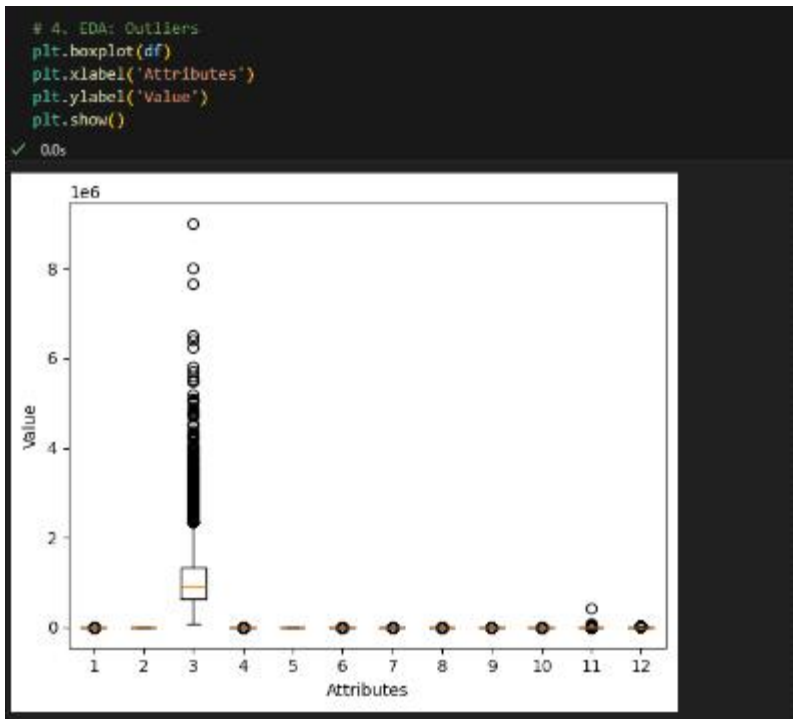 # 4. EDA: Outliers
plt.boxplot(df)
plt.xlabel('Attributes')
plt.ylabel('Value')
plt.show()
0.0s
1e6
8
6
4
2
0
Value
1 2 3 4 5 6 7 8 9 10 11 12
Attributes